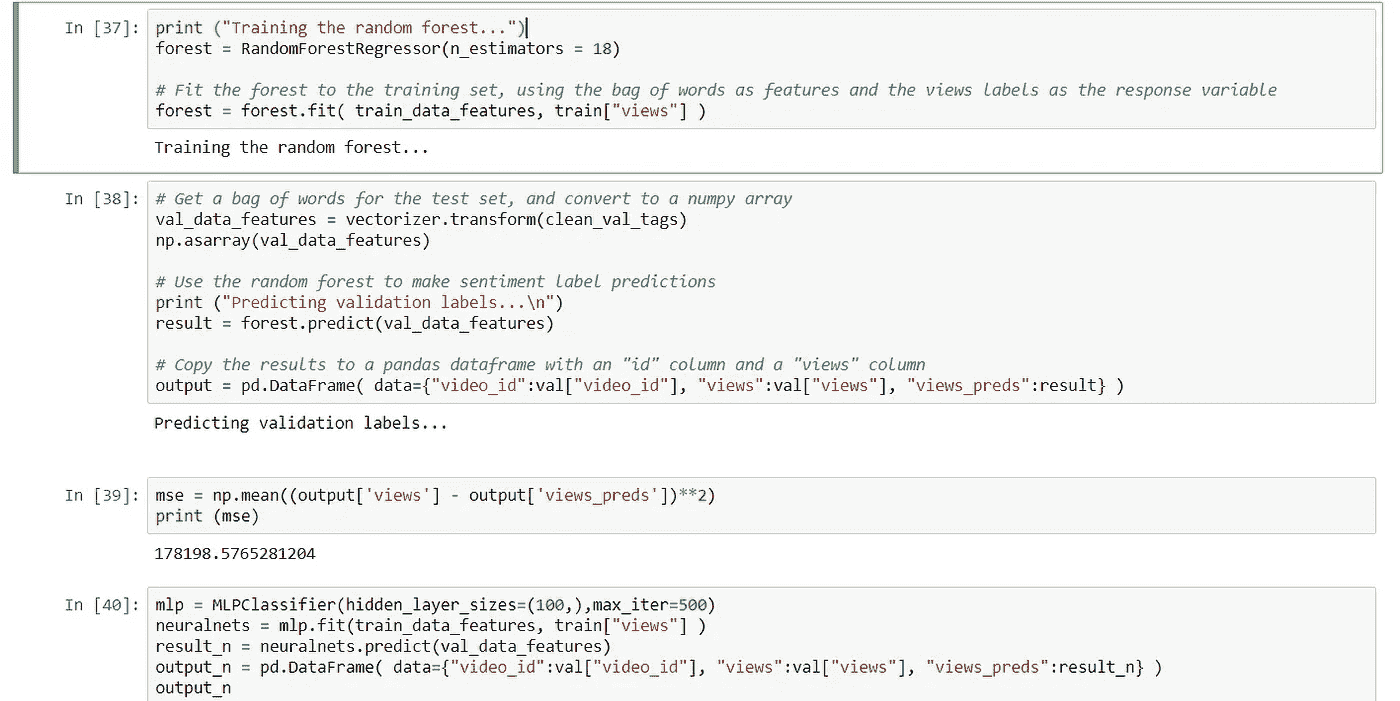 In [37]: print ("Training the random forest...")
forest = RandomForestRegressor(n_estimators = 18)
# Fit the forest to the training set, using the bag of words as features and the views labels as the response variable
forest = forest.fit( train_data_features, train["views"] )
Training the random forest...
In [38]: # Get a bag of words for the test set, and convert to a numpy array
val_data_features = vectorizer.transform(clean_val_tags)
np.asarray(val_data_features)
# Use the random forest to make sentiment label predictions
print ("Predicting validation labels...\n")
result = forest.predict(val_data_features)
# Copy the results to a pandas dataframe with an "id" column and a "views" column
output = pd.DataFrame( data={"video_id":val["video_id"], "views":val["views"], "views_preds":result} )
Predicting validation labels...
In [39]: mse = np.mean((output['views'] - output['views_preds'])**2)
print (mse)
178198.5765281204
In [40]: mlp = MLPClassifier(hidden_layer_sizes=(100,),max_iter=500)
neuralnets = mlp.fit(train_data_features, train["views"] )
result_n = neuralnets.predict(val_data_features)
output_n = pd.DataFrame( data={"video_id":val["video_id"], "views":val["views"], "views_preds":result_n} )
output_n